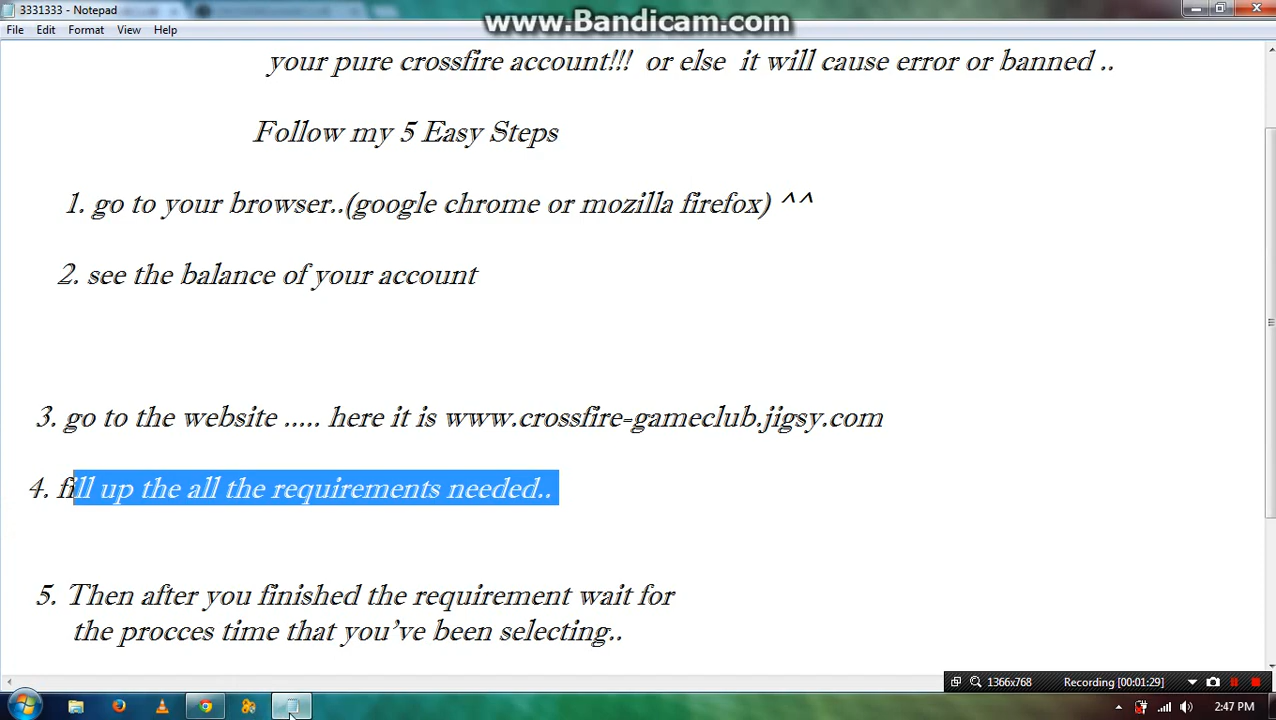 3331333 - Notepad
www.Bandicam.com
File Edit Format View Help
your pure crossfire account!!! or else it will cause error or banned ..
Follow my 5 Easy Steps
1. go to your browser..(google chrome or mozilla firefox) ^^
2. see the balance of your account
3. go to the website ..... here it is www.crossfire-gameclub.jigsy.com
4. fill up the all the requirements needed..
5. Then after you finished the requirement wait for
the procces time that you've been selecting..
1366x768 Recording [00:01:29]
2:47 PM